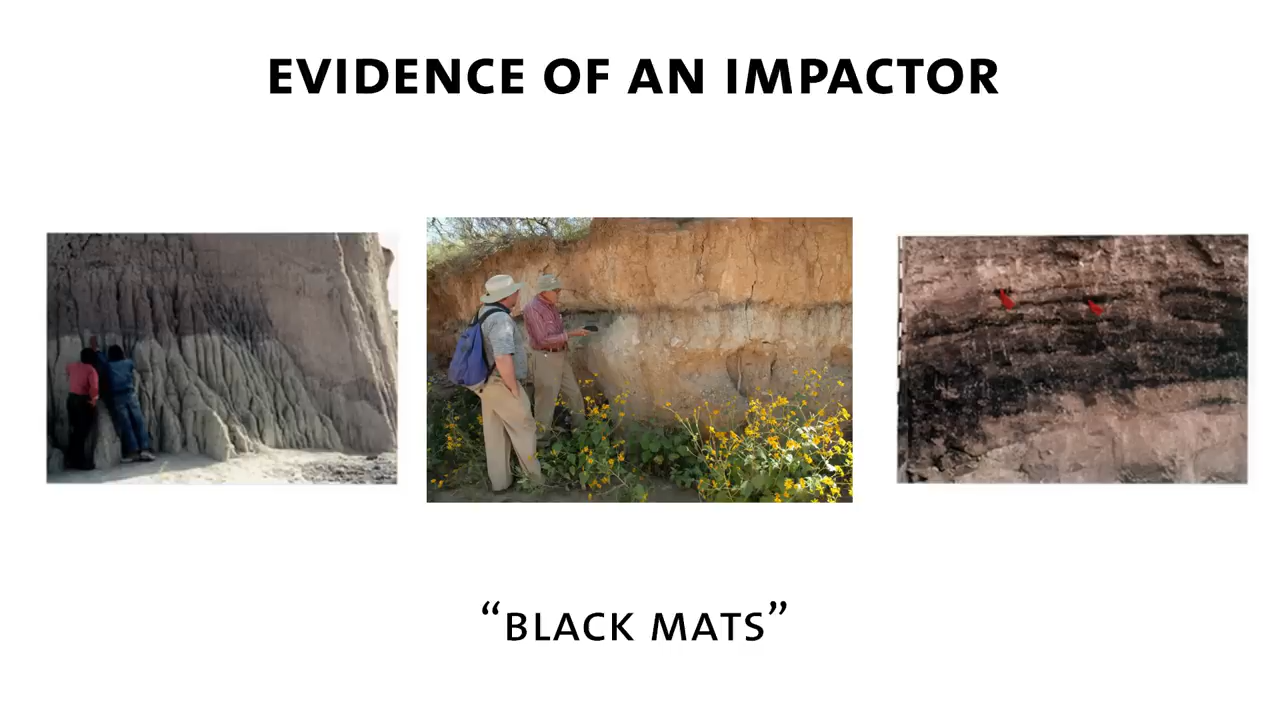 EVIDENCE OF AN IMPACTOR
“BLACK MATS”